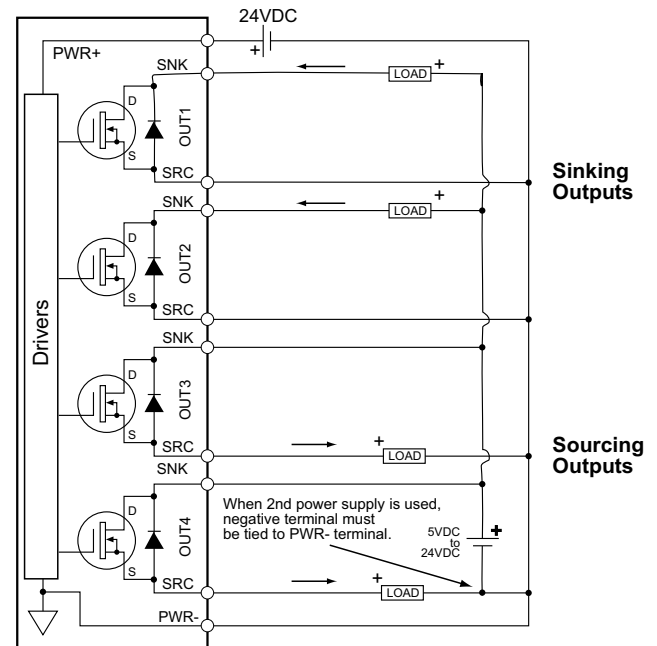 24VDC
+
PWR+
SNK
LOAD
+
D
S
OUT1
SRC
Sinking
Outputs
SNK
LOAD
+
D
S
OUT2
SRC
Drivers
SNK
D
S
OUT3
SRC
+
LOAD
Sourcing
Outputs
SNK
When 2nd power supply is used,
negative terminal must
be tied to PWR- terminal.
D
S
OUT4
5VDC
to
24VDC
+
SRC
+
LOAD
PWR-